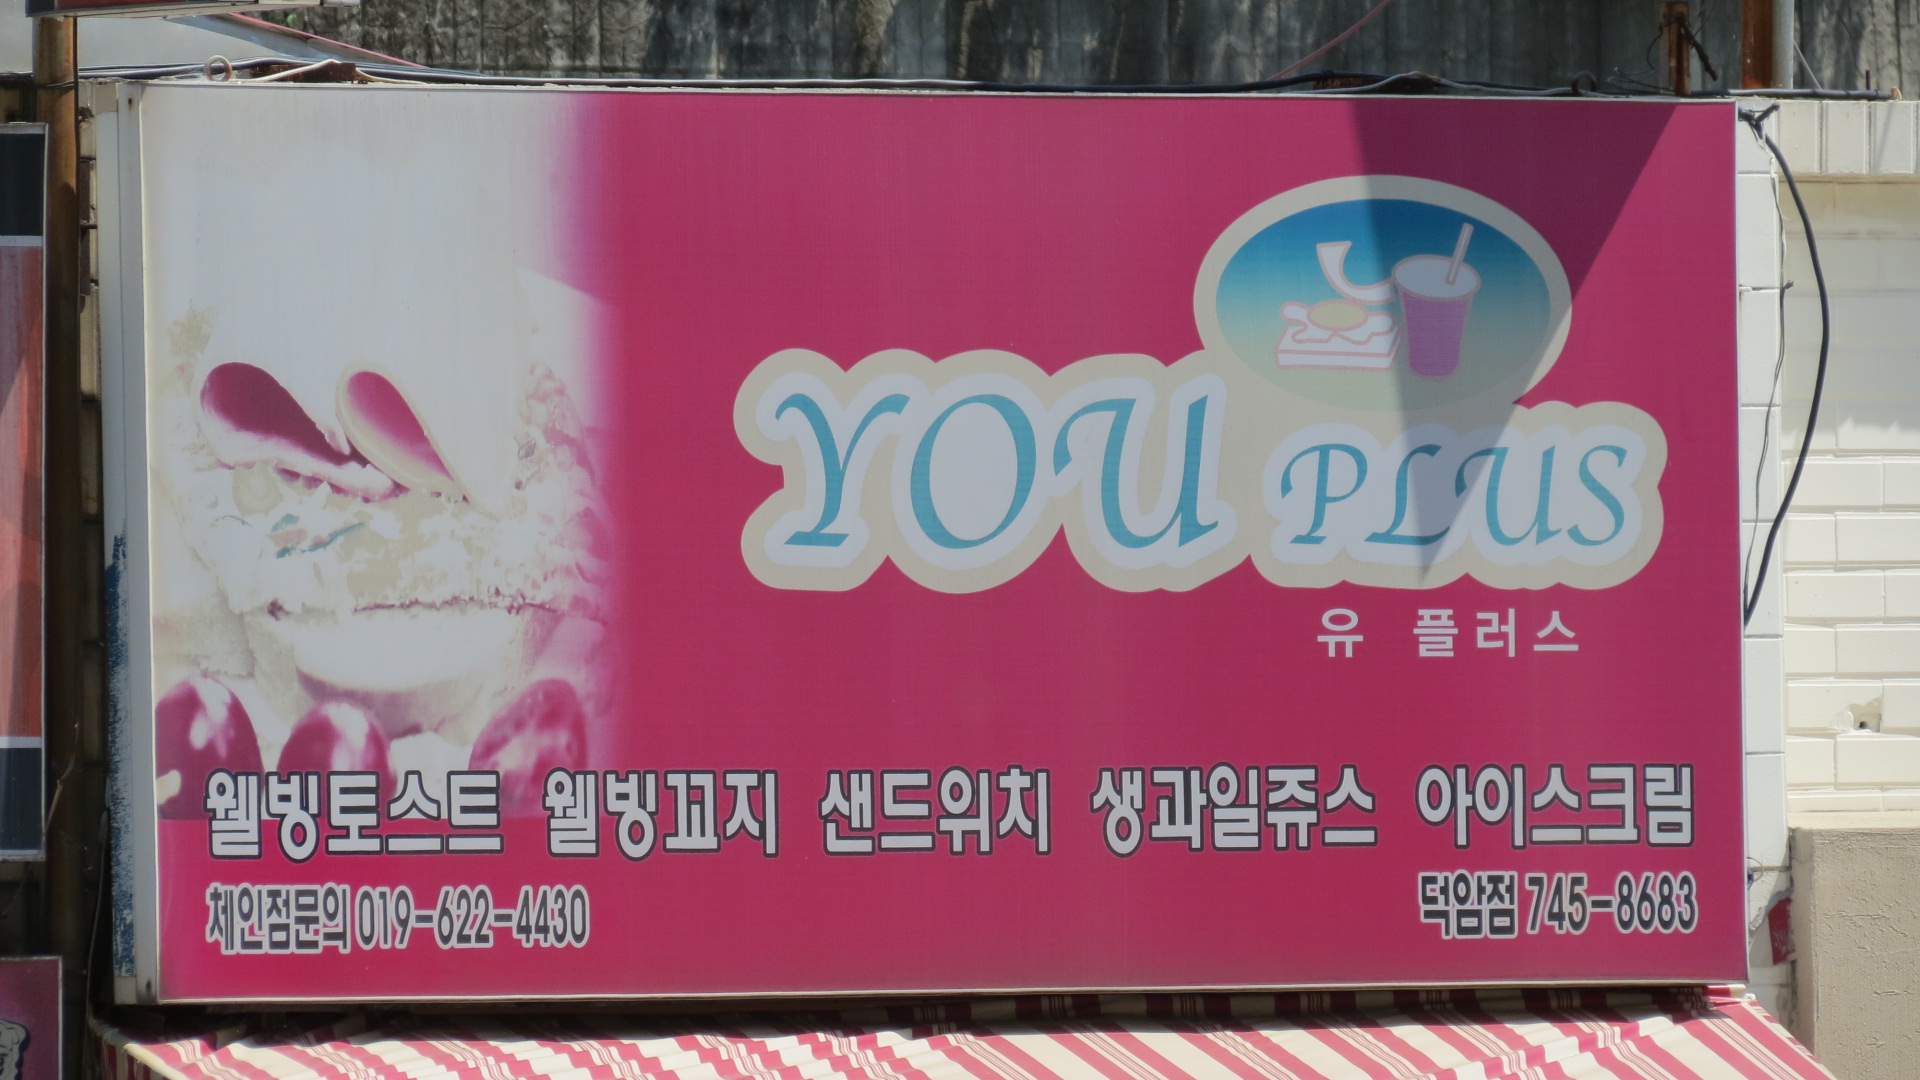 YOU PLUS
유 플러스
웰빙토스트 웰빙꼬지 샌드위치 생과일쥬스 아이스크림
체인점문의 019-622-4430
덕암점 745-8683